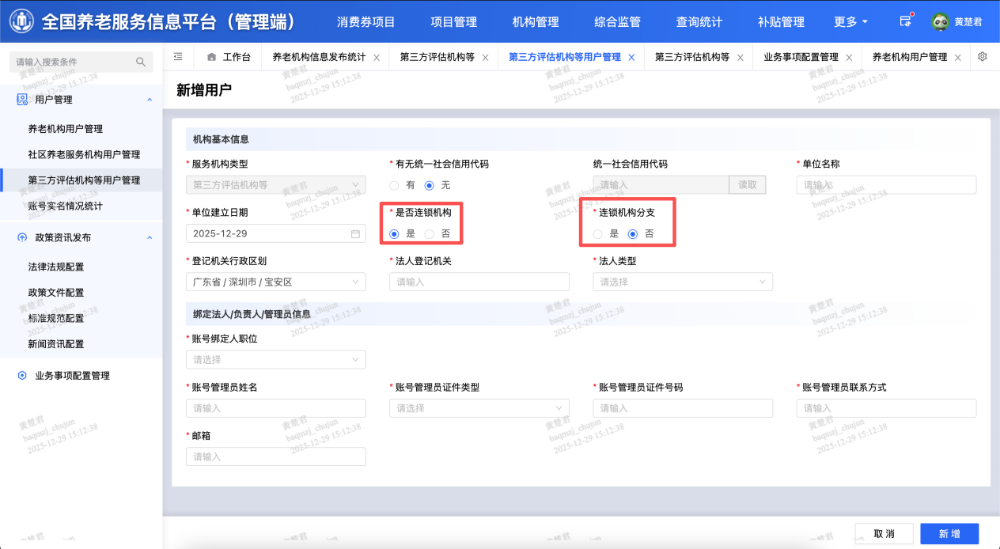 全国养老服务信息平台（管理端）
消费券项目 项目管理 机构管理 综合监管 查询统计 补贴管理 更多 黄楚君
请输入搜索条件
工作台 养老机构信息发布统计 第三方评估机构等 第三方评估机构等用户管理 第三方评估机构等 业务事项配置管理 养老机构用户管理
用户管理
养老机构用户管理
社区养老服务机构用户管理
第三方评估机构等用户管理
账号实名情况统计
政策资讯发布
法律法规配置
政策文件配置
标准规范配置
新闻资讯配置
业务事项配置管理
新增用户
机构基本信息
* 服务机构类型 * 有无统一社会信用代码 统一社会信用代码 * 单位名称
第三方评估机构等 有 无 请输入 读取 请输入
* 单位建立日期 * 是否连锁机构 * 连锁机构分支
2025-12-29 是 否 是 否
* 登记机关行政区划 * 法人登记机关 * 法人类型
广东省 / 深圳市 / 宝安区 请输入 请选择
绑定法人/负责人/管理员信息
* 账号绑定人职位
请选择
* 账号管理员姓名 * 账号管理员证件类型 * 账号管理员证件号码 * 账号管理员联系方式
请输入 请选择 请输入 请输入
* 邮箱
请输入
取消 新增
黄楚君
baqmzj_chujun
2025-12-29 15:12:38